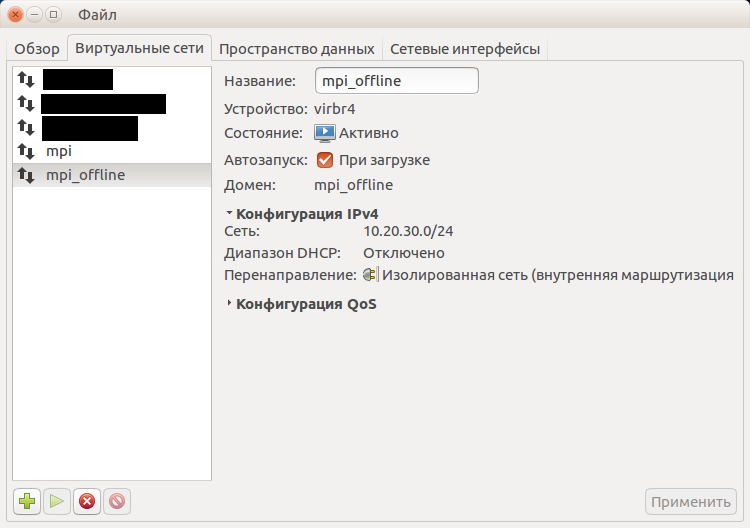 Файл
Обзор
Виртуальные сети
Пространство данных
Сетевые интерфейсы
mpi
mpi_offline
Название: mpi_offline
Устройство: virbr4
Состояние: Активно
Автозапуск: При загрузке
Домен: mpi_offline
Конфигурация IPv4
Сеть: 10.20.30.0/24
Диапазон DHCP: Отключено
Перенаправление: Изолированная сеть (внутренняя маршрутизация
Конфигурация QoS
Применить